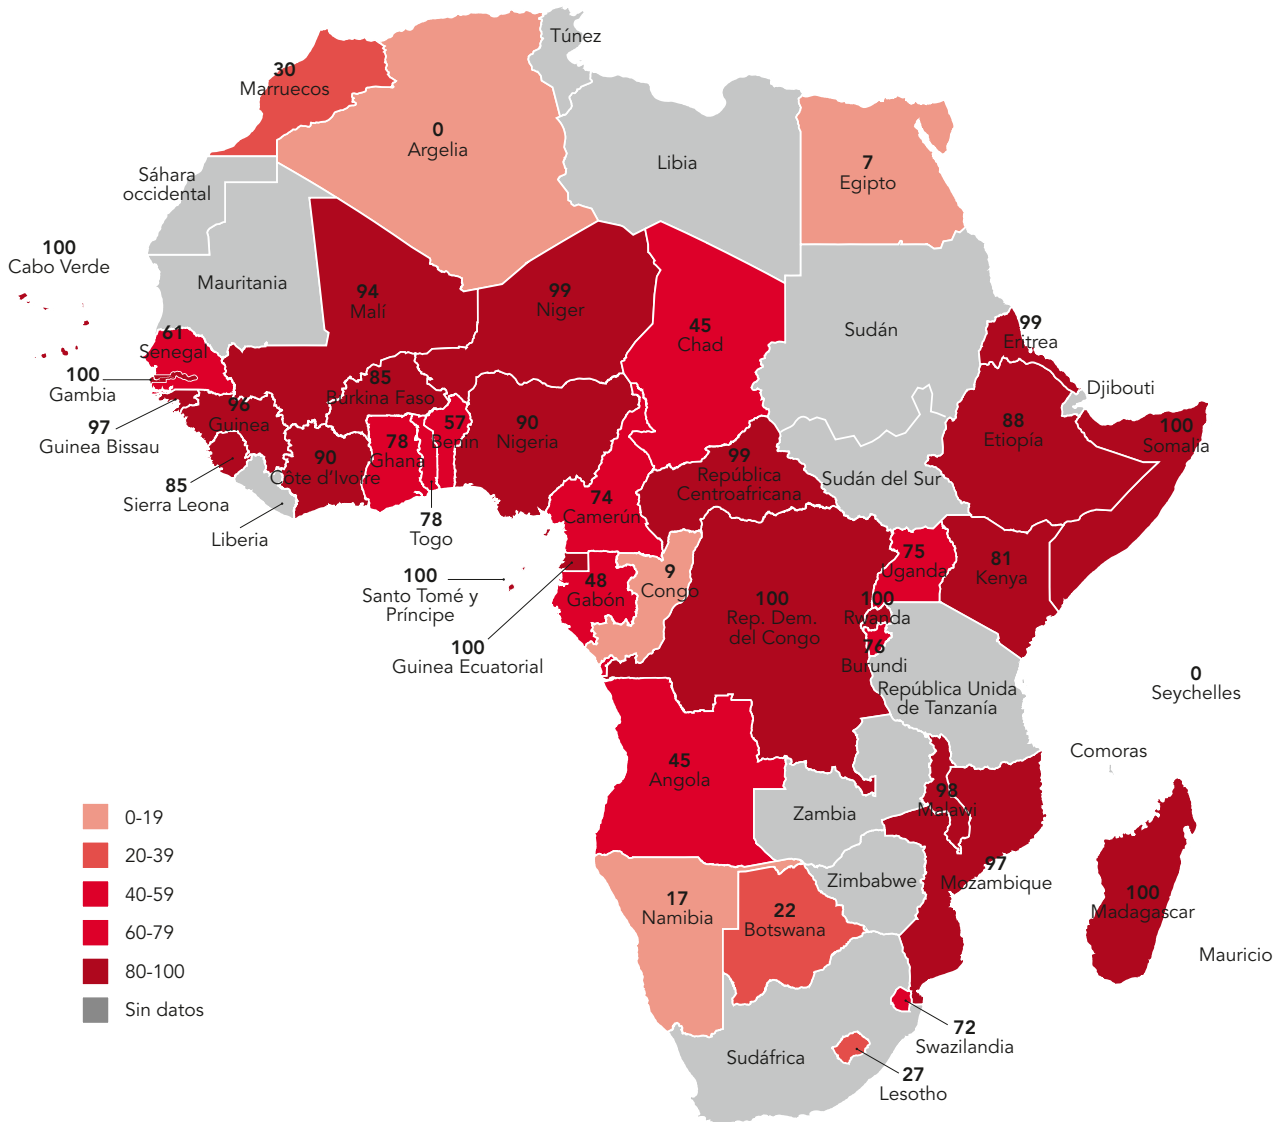 Túnez
30
Marruecos
0
Argelia
Libia
7
Egipto
Sáhara
occidental
100
Cabo Verde
Mauritania
94
Malí
99
Niger
45
Chad
Sudán
99
Eritrea
61
Senegal
100
Gambia
97
Guinea Bissau
96
Guinea
85
Burkina Faso
Djibouti
88
Etiopía
100
Somalia
57
Benin
90
Nigeria
78
Ghana
90
Côte d'Ivoire
99
República
Centroafricana
Sudán del Sur
85
Sierra Leona
Liberia
78
Togo
74
Camerún
75
Uganda
81
Kenya
100
Santo Tomé y
Príncipe
48
Gabón
9
Congo
100
Rep. Dem.
del Congo
100
Rwanda
76
Burundi
100
Guinea Ecuatorial
República Unida
de Tanzanía
0
Seychelles
45
Angola
Comoras
98
Malawi
Zambia
97
Mozambique
Zimbabwe
100
Madagascar
17
Namibia
22
Botswana
Mauricio
72
Swazilandia
Sudáfrica
27
Lesotho
0-19
20-39
40-59
60-79
80-100
Sin datos